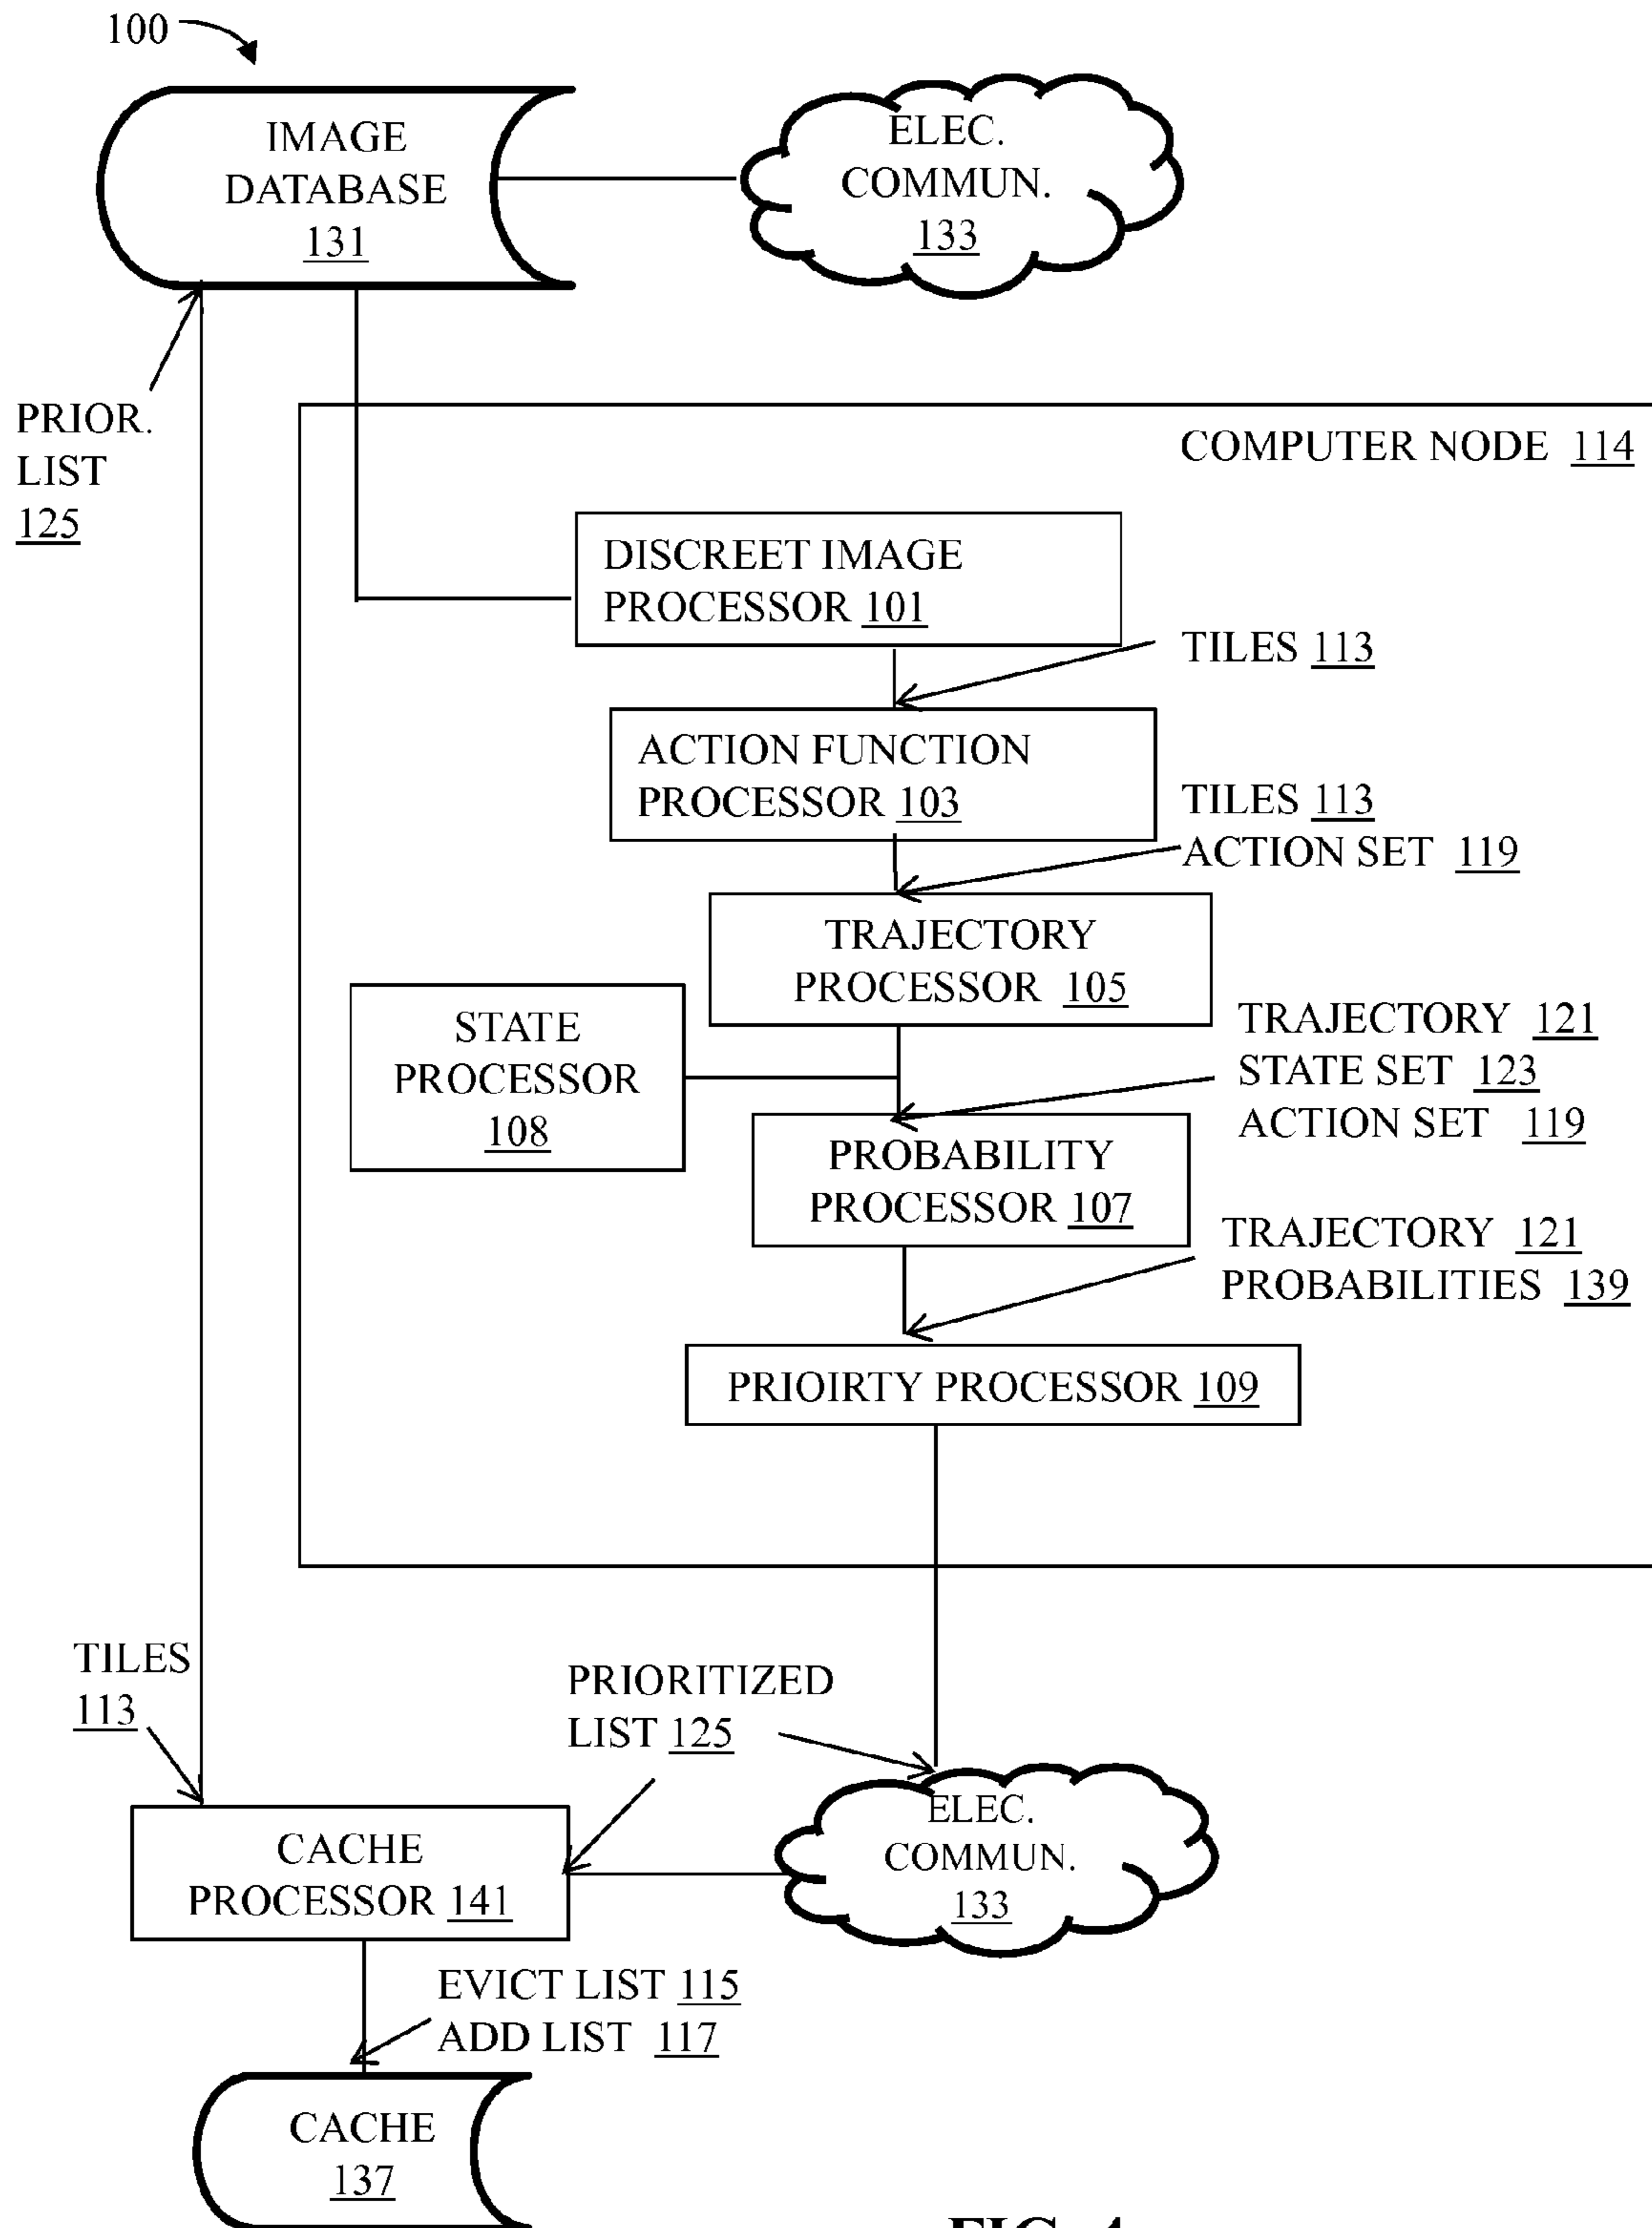 100
IMAGE
DATABASE
131
ELEC.
COMMUN.
133
PRIOR.
LIST
125
COMPUTER NODE 114
DISCREET IMAGE
PROCESSOR 101
TILES 113
ACTION FUNCTION
PROCESSOR 103
TILES 113
ACTION SET 119
TRAJECTORY
PROCESSOR 105
STATE
PROCESSOR
108
TRAJECTORY 121
STATE SET 123
ACTION SET 119
PROBABILITY
PROCESSOR 107
TRAJECTORY 121
PROBABILITIES 139
PRIOIRTY PROCESSOR 109
TILES
113
PRIORITIZED
LIST 125
ELEC.
COMMUN.
133
CACHE
PROCESSOR 141
EVICT LIST 115
ADD LIST 117
CACHE
137
FIG. 4